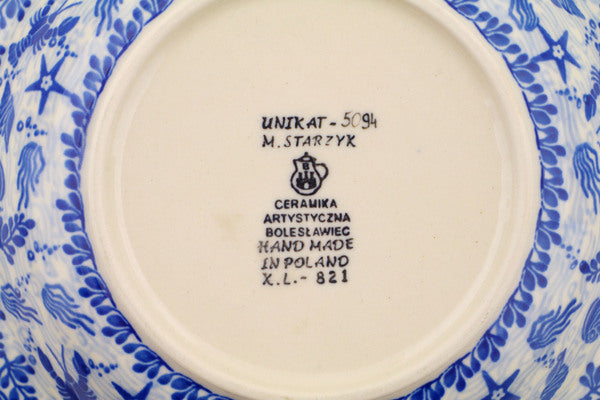 UNIKAT - 5094
M. STARZYK
B
CERAMIKA
ARTYSTYCZNA
BOLESŁAWIEC
HAND MADE
IN POLAND
X.L. - 821